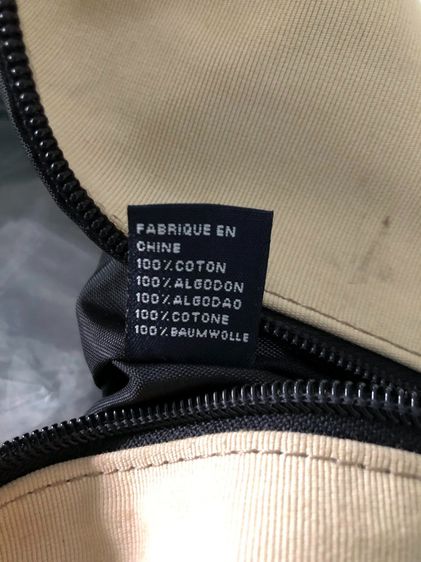 FABRIQUE EN
CHINE
100% COTON
100% ALGODON
100% ALGODAO
100% COTONE
100% BAUMWOLLE